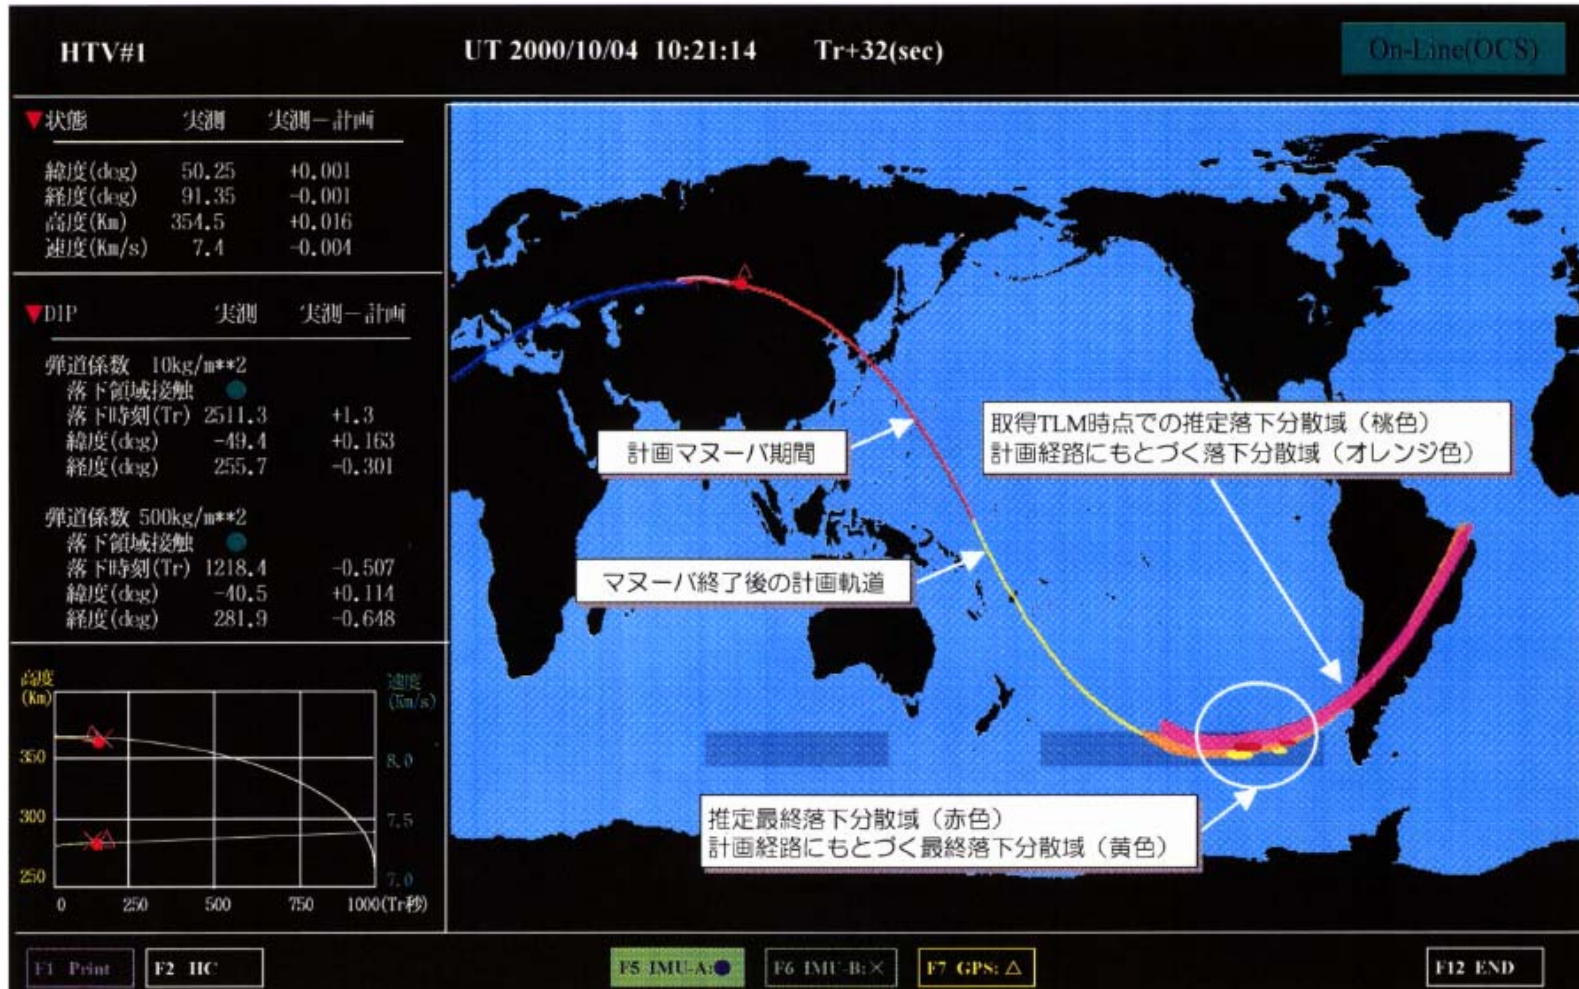 HTV#1
UT 2000/10/04 10:21:14 Tr+32(sec)
On-Line(OCS)
▼状態 実測 実測－計画
緯度(deg) 50.25 +0.001
経度(deg) 91.35 -0.001
高度(Km) 354.5 +0.016
速度(Km/s) 7.4 -0.004
▼DIP 実測 実測－計画
弾道係数 10kg/m**2
落下領域接触
落下時刻(Tr) 2511.3 +1.3
緯度(deg) -49.4 +0.163
経度(deg) 255.7 -0.301
弾道係数 500kg/m**2
落下領域接触
落下時刻(Tr) 1218.4 -0.507
緯度(deg) -40.5 +0.114
経度(deg) 281.9 -0.648
高度
(Km)
350
300
250
速度
(Km/s)
8.0
7.5
7.0
0 250 500 750 1000(Tr秒)
計画マヌーバ期間
マヌーバ終了後の計画軌道
取得TLM時点での推定落下分散域（桃色）
計画経路にもとづく落下分散域（オレンジ色）
推定最終落下分散域（赤色）
計画経路にもとづく最終落下分散域（黄色）
F1 Print
F2 HC
F5 IMU-A:●
F6 IMU-B:×
F7 GPS: △
F12 END